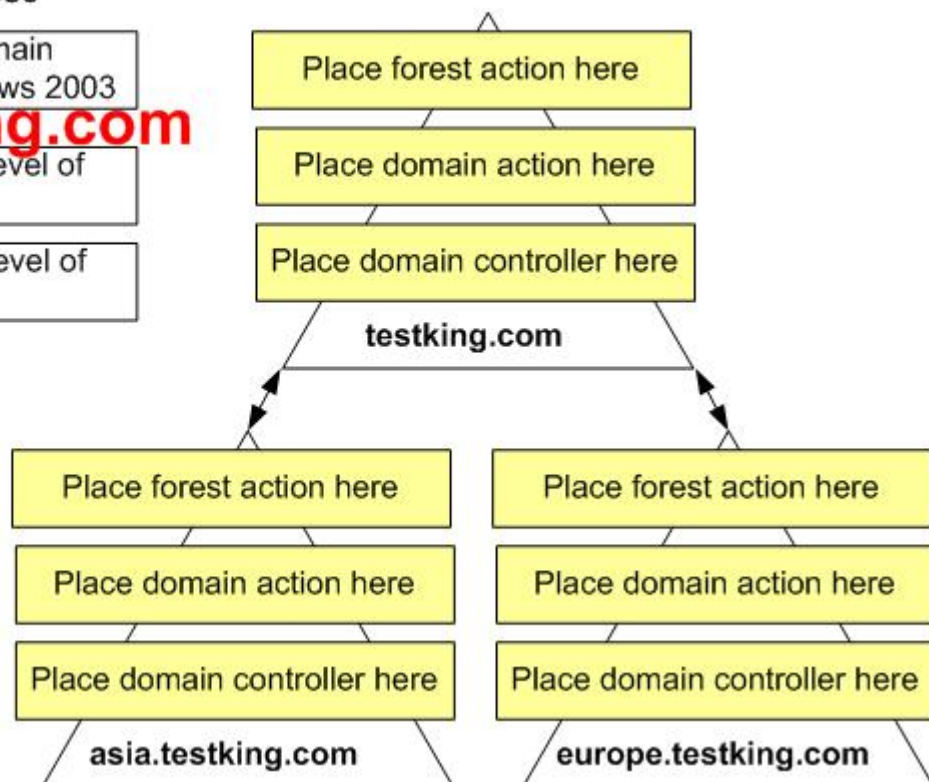 main
ws 2003
ng.com
evel of
evel of
Place forest action here
Place domain action here
Place domain controller here
testking.com
Place forest action here
Place domain action here
Place domain controller here
asia.testking.com
Place forest action here
Place domain action here
Place domain controller here
europe.testking.com